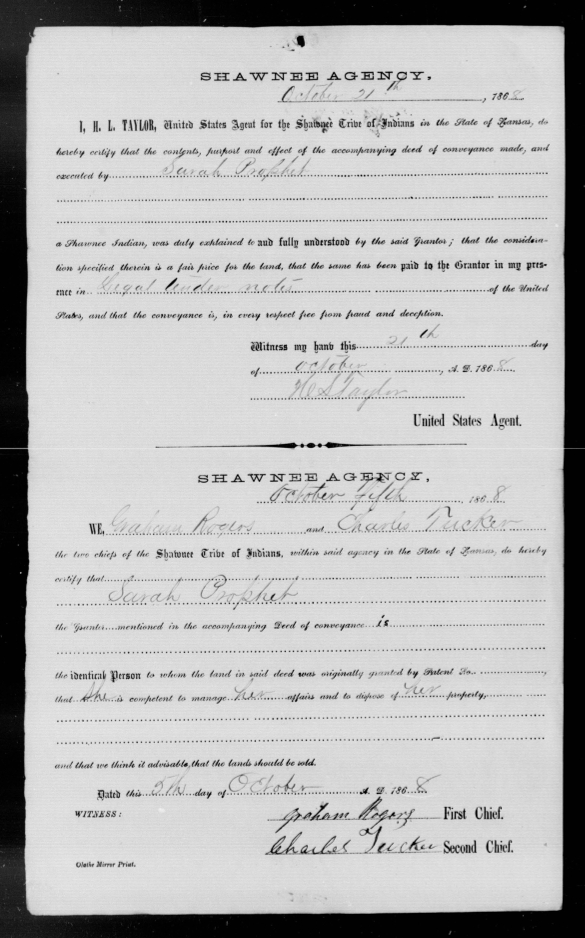 SHAWNEE AGENCY,
October 21th, 1868
I, H. L. TAYLOR, United States Agent for the Shawnee Tribe of Indians in the State of Kansas, do
hereby certify that the contents, purport and effect of the accompanying deed of conveyance made, and
executed by Sarah Prophet
a Shawnee Indian, was duly explained to and fully understood by the said Grantor; that the considera-
tion specified therein is a fair price for the land, that the same has been paid to the Grantor in my pres-
ence in Legal tender notes of the United
States, and that the conveyance is, in every respect free from fraud and deception.
Witness my hand this 21th day
of October, A. D. 1868.
H L Taylor
United States Agent.
SHAWNEE AGENCY,
October fifth 1868
WE, Graham Rogers and Charles Tucker
the two chiefs of the Shawnee Tribe of Indians, within said agency in the State of Kansas, do hereby
certify that
Sarah Prophet
the Grantor mentioned in the accompanying Deed of conveyance is
the identical Person to whom the land in said deed was originally granted by Patent No.
that She is competent to manage her affairs and to dispose of her property,
and that we think it advisable, that the lands should be sold.
Dated this 5th day of October A. D. 1868
WITNESS: Graham Rogers First Chief.
Charles Tucker Second Chief.
Olathe Mirror Print.